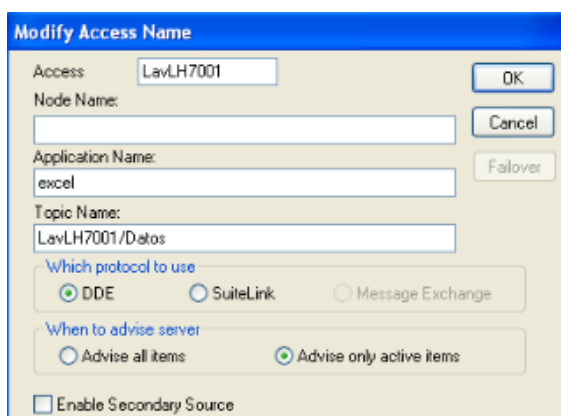 Modify Access Name
Access LavLH7001
OK
Node Name:
Cancel
Application Name:
Failover
excel
Topic Name:
LavLH7001/Datos
Which protocol to use
DDE SuiteLink Message Exchange
When to advise server
Advise all items Advise only active items
Enable Secondary Source